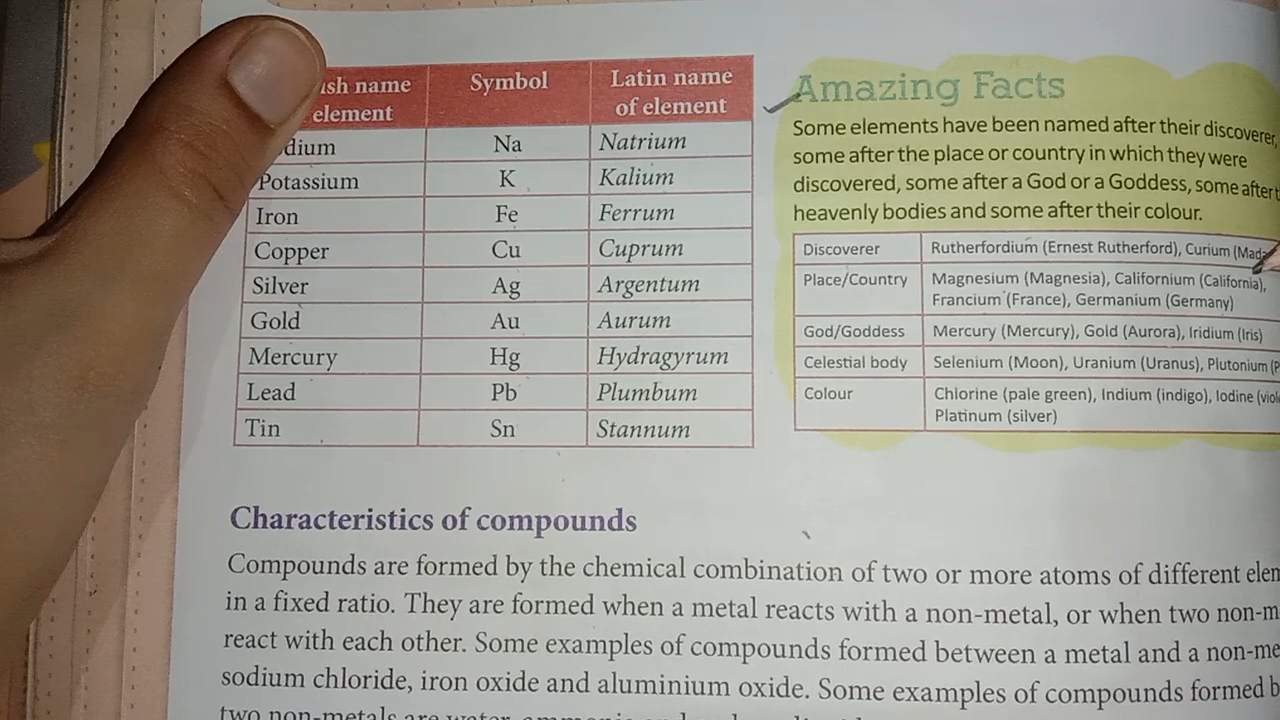 name Symbol Latin name
element of element
Na Natrium
Potassium K Kalium
Iron Fe Ferrum
Copper Cu Cuprum
Silver Ag Argentum
Gold Au Aurum
Mercury Hg Hydragyrum
Lead Pb Plumbum
Tin Sn Stannum
Amazing Facts
Some elements have been named after their discoverer,
some after the place or country in which they were
discovered, some after a God or a Goddess, some after
heavenly bodies and some after their colour.
Discoverer Rutherfordium (Ernest Rutherford), Curium
Place/Country Magnesium (Magnesia), Californium (California),
Francium (France), Germanium (Germany)
God/Goddess Mercury (Mercury), Gold (Aurora), Iridium (Iris)
Celestial body Selenium (Moon), Uranium (Uranus), Plutonium
Colour Chlorine (pale green), Indium (indigo), Iodine
Platinum (silver)
Characteristics of compounds
Compounds are formed by the chemical combination of two or more atoms of different
in a fixed ratio. They are formed when a metal reacts with a non-metal, or when two
react with each other. Some examples of compounds formed between a metal and a
sodium chloride, iron oxide and aluminium oxide. Some examples of compounds formed
two non-metals are water,